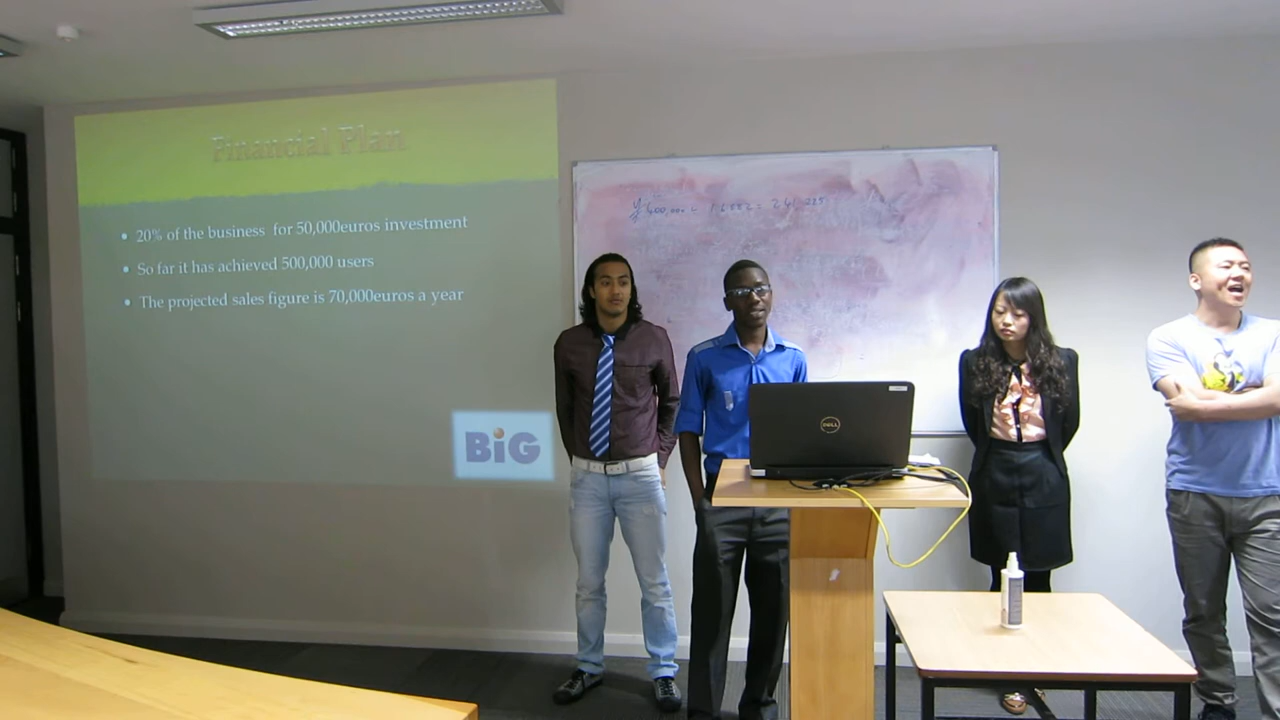 Financial Plan
• 20% of the business for 50,000euros investment
• So far it has achieved 500,000 users
• The projected sales figure is 70,000euros a year
BiG
DELL